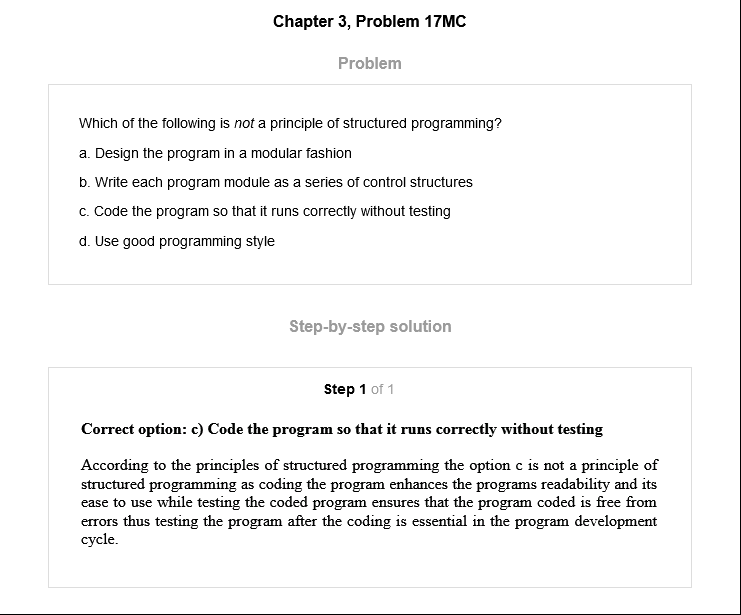 Chapter 3, Problem 17MC
Problem
Which of the following is not a principle of structured programming?
a. Design the program in a modular fashion
b. Write each program module as a series of control structures
c. Code the program so that it runs correctly without testing
d. Use good programming style
Step-by-step solution
Step 1 of 1
Correct option: c) Code the program so that it runs correctly without testing
According to the principles of structured programming the option c is not a principle of
structured programming as coding the program enhances the programs readability and its
ease to use while testing the coded program ensures that the program coded is free from
errors thus testing the program after the coding is essential in the program development
cycle.